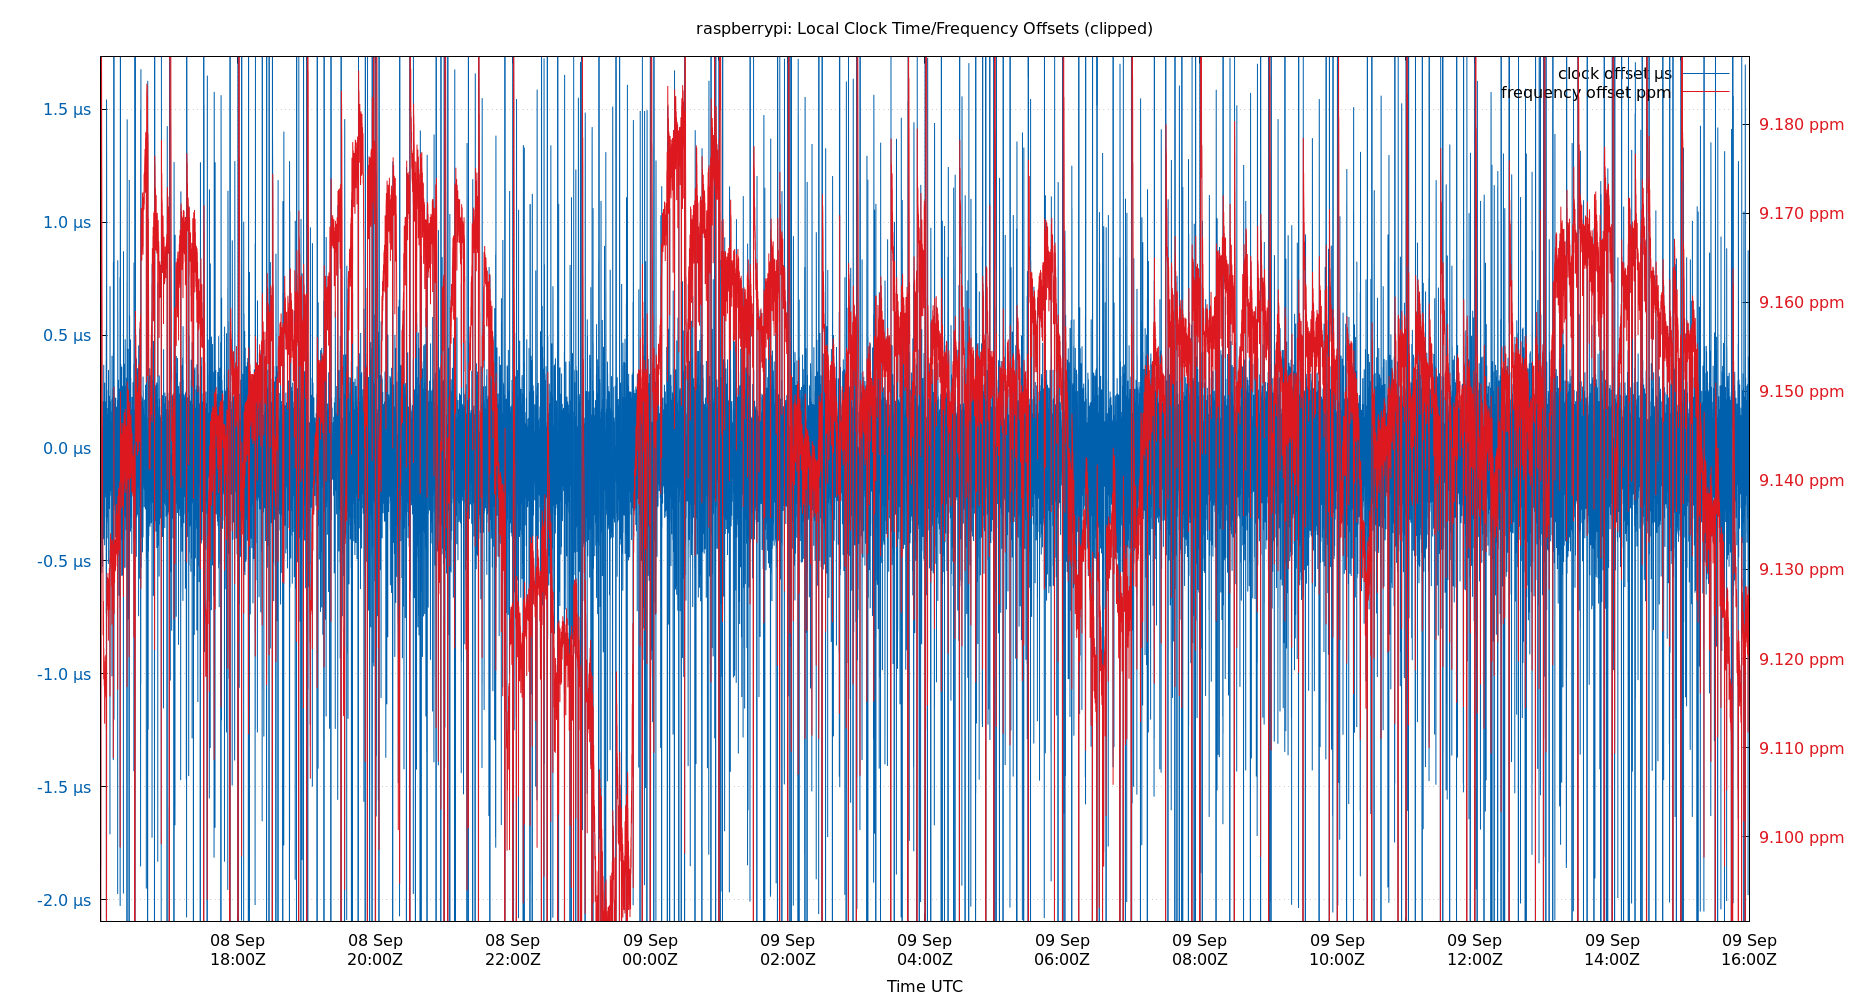 raspberrypi: Local Clock Time/Frequency Offsets (clipped)
clock offset µs
frequency offset ppm
1.5 µs
1.0 µs
0.5 µs
0.0 µs
-0.5 µs
-1.0 µs
-1.5 µs
-2.0 µs
9.180 ppm
9.170 ppm
9.160 ppm
9.150 ppm
9.140 ppm
9.130 ppm
9.120 ppm
9.110 ppm
9.100 ppm
08 Sep 08 Sep 08 Sep 09 Sep 09 Sep 09 Sep 09 Sep 09 Sep 09 Sep 09 Sep 09 Sep 09 Sep
18:00Z 20:00Z 22:00Z 00:00Z 02:00Z 04:00Z 06:00Z 08:00Z 10:00Z 12:00Z 14:00Z 16:00Z
Time UTC